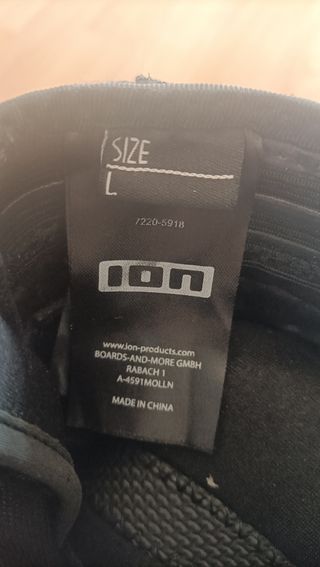 SIZE
L
7220-5918
ion
www.ion-products.com
BOARDS-AND-MORE GMBH
RABACH 1
A-4591MOLLN
MADE IN CHINA